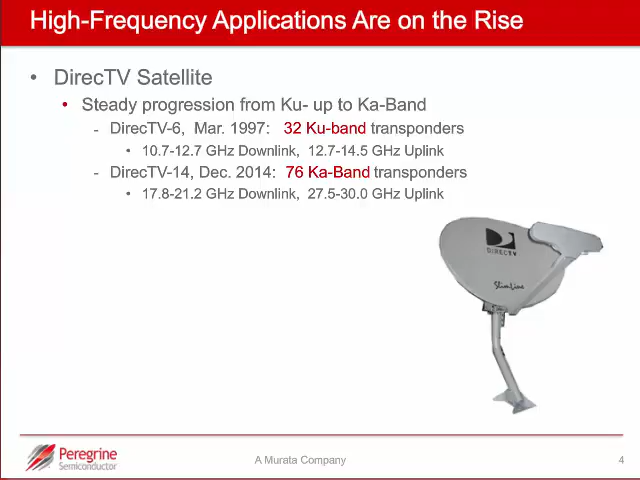 High-Frequency Applications Are on the Rise
• DirecTV Satellite
• Steady progression from Ku- up to Ka-Band
- DirecTV-6, Mar. 1997: 32 Ku-band transponders
• 10.7-12.7 GHz Downlink, 12.7-14.5 GHz Uplink
- DirecTV-14, Dec. 2014: 76 Ka-Band transponders
• 17.8-21.2 GHz Downlink, 27.5-30.0 GHz Uplink
DIRECTV
SlimLine
Peregrine
Semiconductor
A Murata Company
4